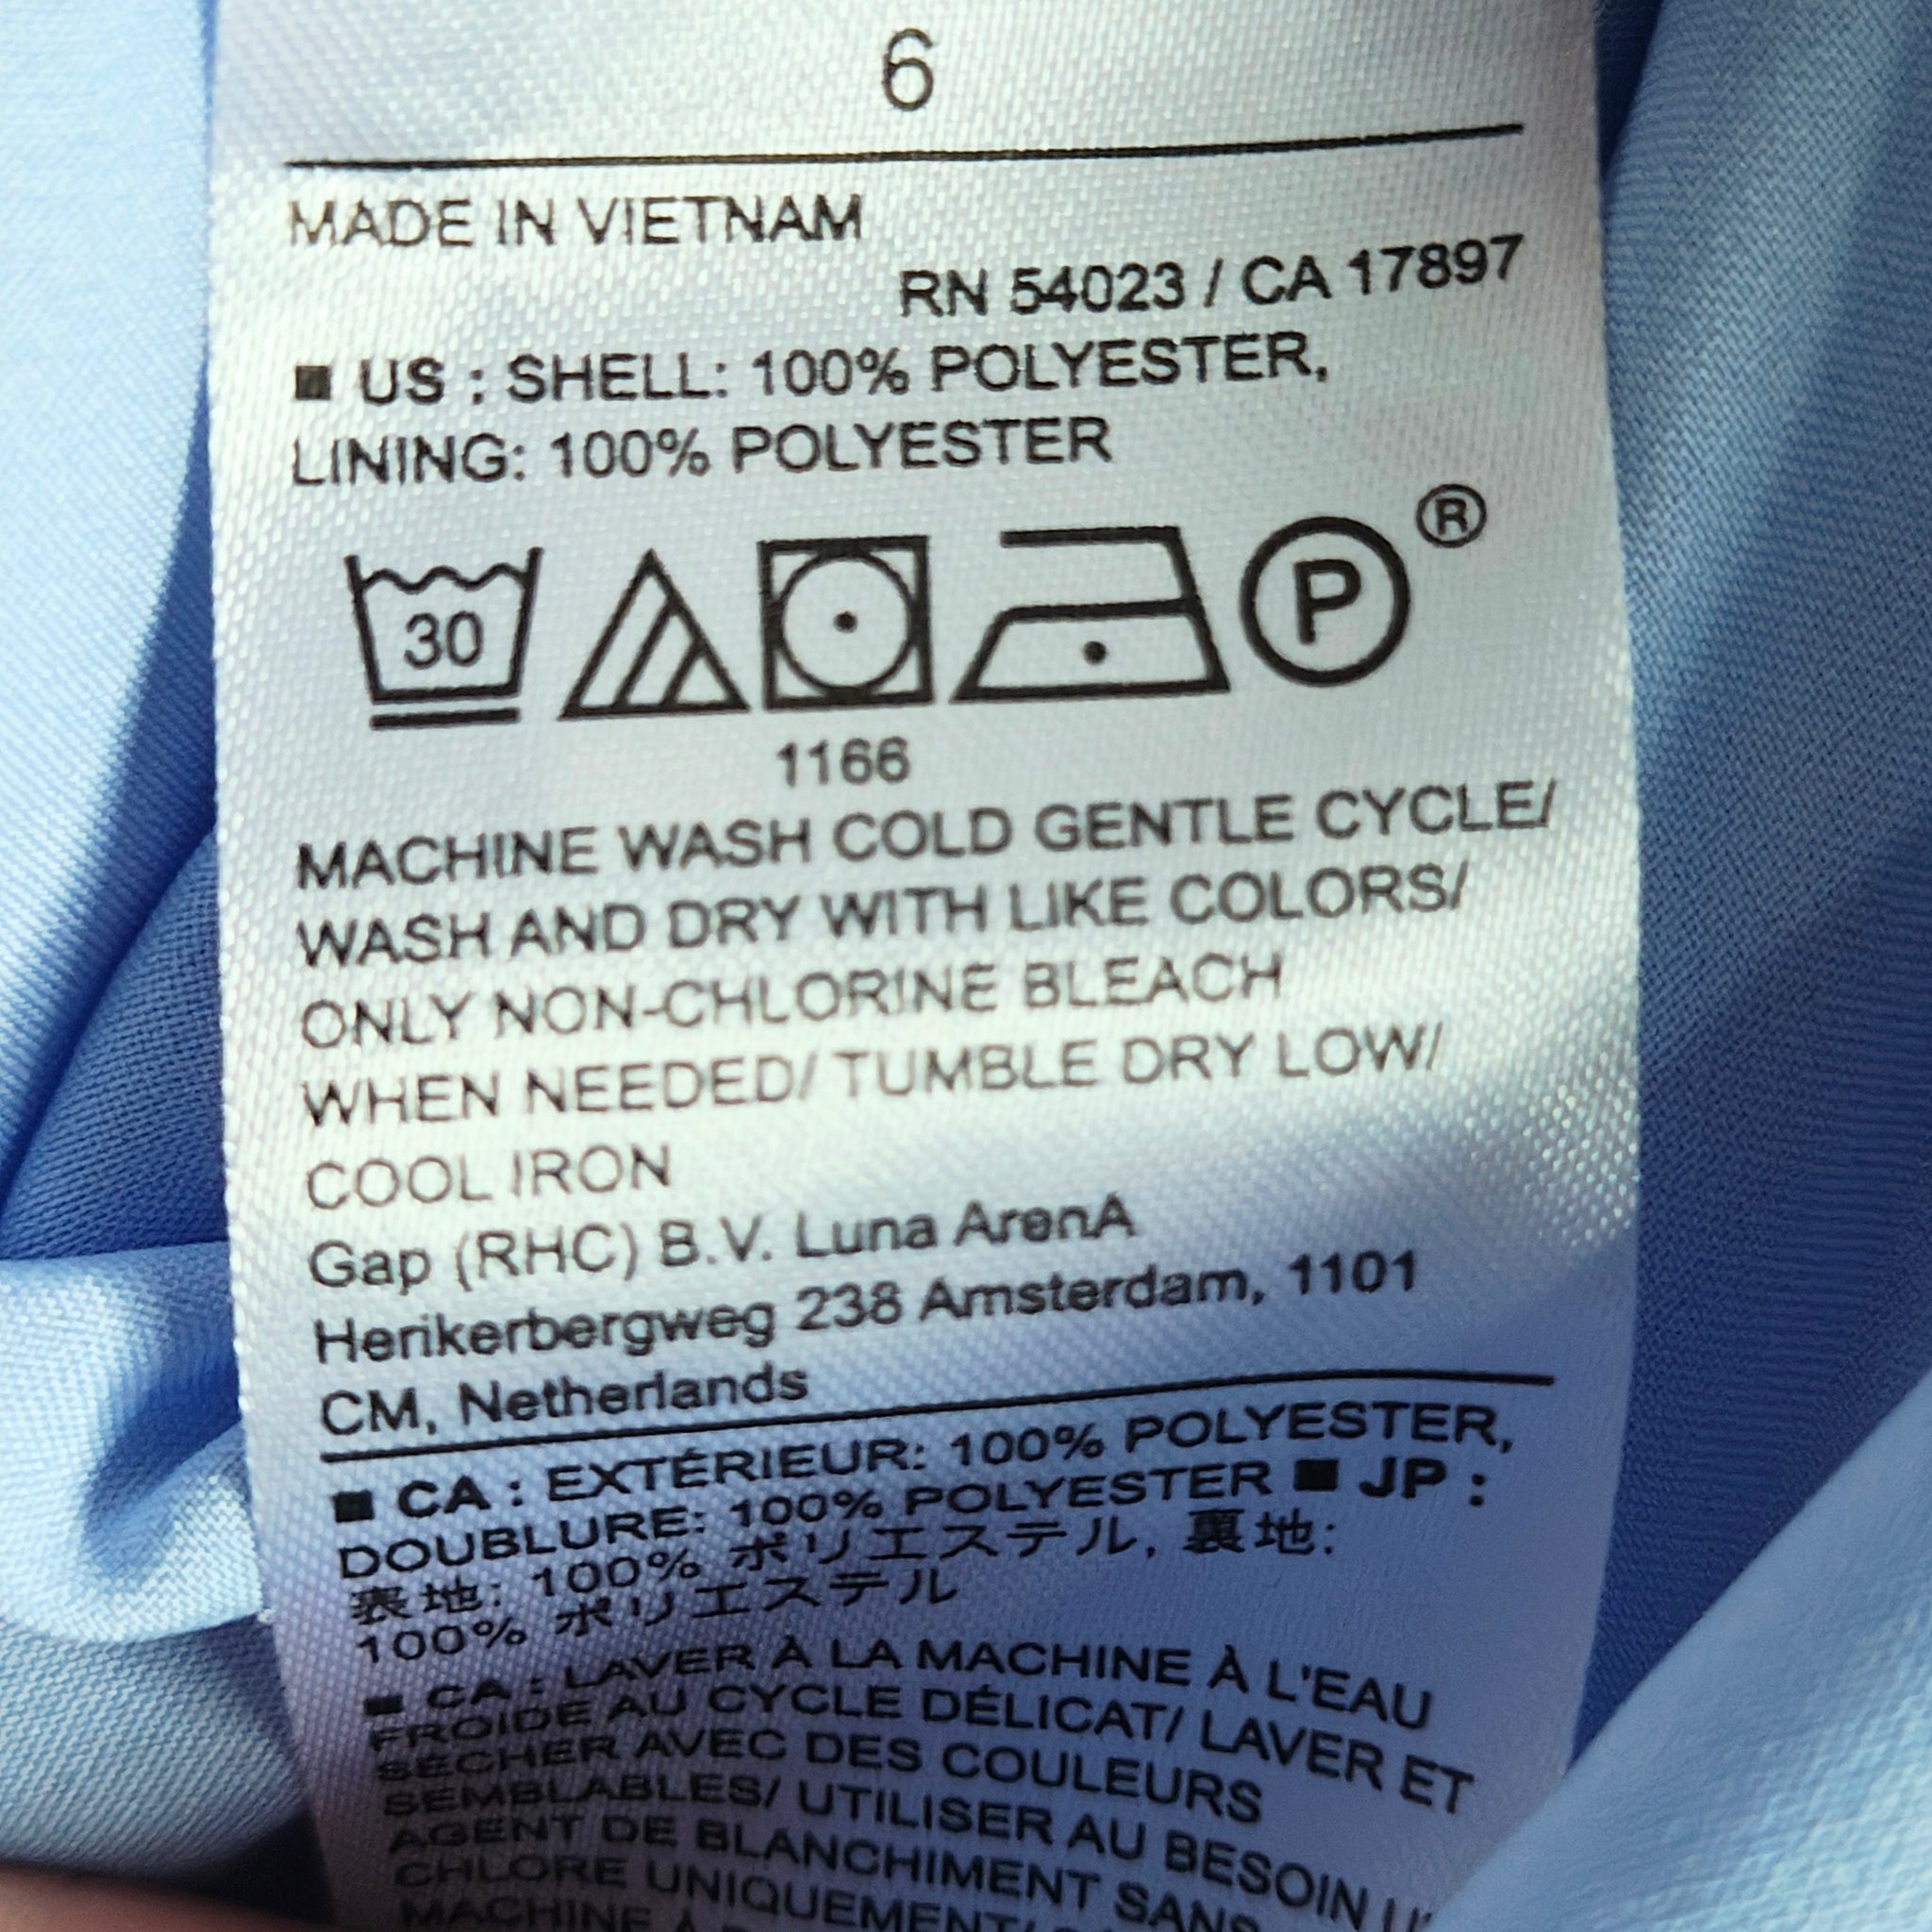 6
MADE IN VIETNAM
RN 54023 / CA 17897
■ US : SHELL: 100% POLYESTER,
LINING: 100% POLYESTER
®
30
P
1166
MACHINE WASH COLD GENTLE CYCLE/
WASH AND DRY WITH LIKE COLORS/
ONLY NON-CHLORINE BLEACH
WHEN NEEDED/ TUMBLE DRY LOW/
COOL IRON
Gap (RHC) B.V. Luna ArenA
Herikerbergweg 238 Amsterdam, 1101
CM, Netherlands
■ CA : EXTÉRIEUR: 100% POLYESTER,
DOUBLURE: 100% POLYESTER ■ JP :
表地: 100% ポリエステル, 裏地:
100% ポリエステル
■ CA : LAVER À LA MACHINE À L'EAU
FROIDE AU CYCLE DÉLICAT/ LAVER ET
SÉCHER AVEC DES COULEURS
SEMBLABLES/ UTILISER AU BESOIN
AGENT DE BLANCHIMENT SANS
CHLORE UNIQUEMENT/
MACHINE À